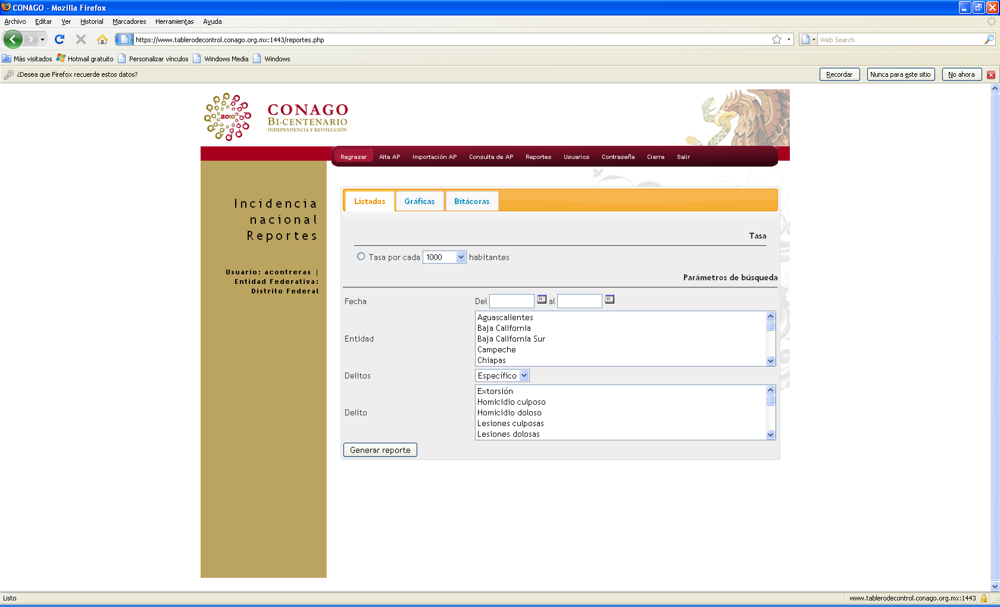 CONAGO - Mozilla Firefox
Archivo Editar Ver Historial Marcadores Herramientas Ayuda
https://www.tablerodecontrol.conago.org.mx:1443/reportes.php
Web Search
Más visitados Hotmail gratuito Personalizar vínculos Windows Media Windows
¿Desea que Firefox recuerde estos datos?
Recordar Nunca para este sitio No ahora
2010
CONAGO
BI-CENTENARIO
INDEPENDENCIA Y REVOLUCIÓN
Regresar Alta AP Importación AP Consulta de AP Reportes Usuarios Contraseña Cierre Salir
Incidencia
nacional
Reportes
Usuario: acontreras |
Entidad Federativa:
Distrito Federal
Listados Gráficas Bitácoras
Tasa
Tasa por cada 1000 habitantes
Parámetros de búsqueda
Fecha Del al
Entidad
Aguascalientes
Baja California
Baja California Sur
Campeche
Chiapas
Delitos Específico
Delito
Extorsión
Homicidio culposo
Homicidio doloso
Lesiones culposas
Lesiones dolosas
Generar reporte
Listo
www.tablerodecontrol.conago.org.mx:1443